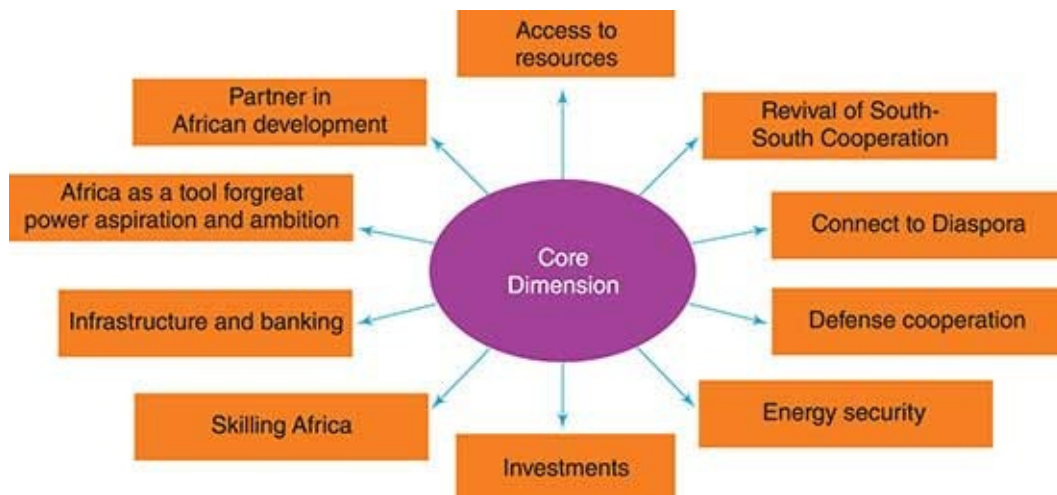 Access to
resources
Partner in
African development
Revival of South-
South Cooperation
Africa as a tool forgreat
power aspiration and ambition
Connect to Diaspora
Core
Dimension
Infrastructure and banking
Defense cooperation
Skilling Africa
Energy security
Investments